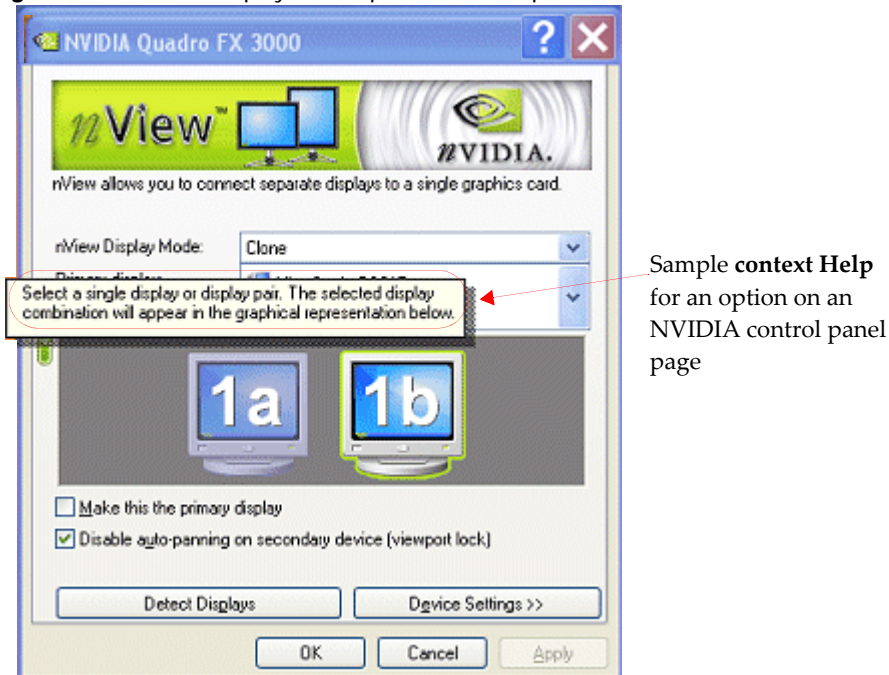 NVIDIA Quadro FX 3000
nView™
NVIDIA.
nView allows you to connect separate displays to a single graphics card.
nView Display Mode: Clone
Select a single display or display pair. The selected display
combination will appear in the graphical representation below.
Sample context Help
for an option on an
NVIDIA control panel
page
1a 1b
Make this the primary display
Disable auto-panning on secondary device (viewport lock)
Detect Displays Device Settings >>
OK Cancel Apply